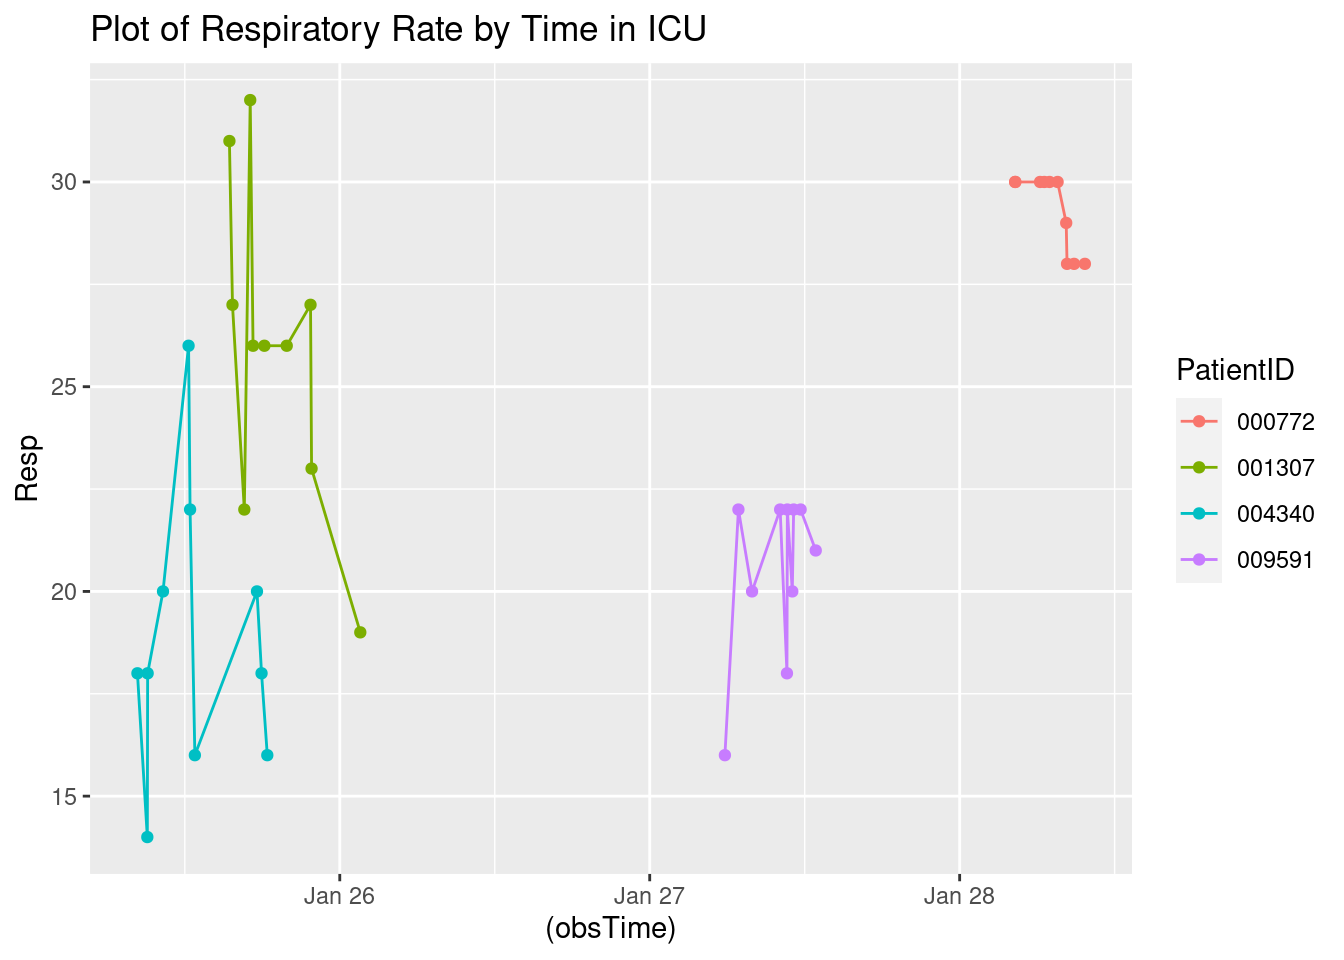 Plot of Respiratory Rate by Time in ICU
Resp
30
25
20
15
Jan 26
Jan 27
Jan 28
(obsTime)
PatientID
000772
001307
004340
009591